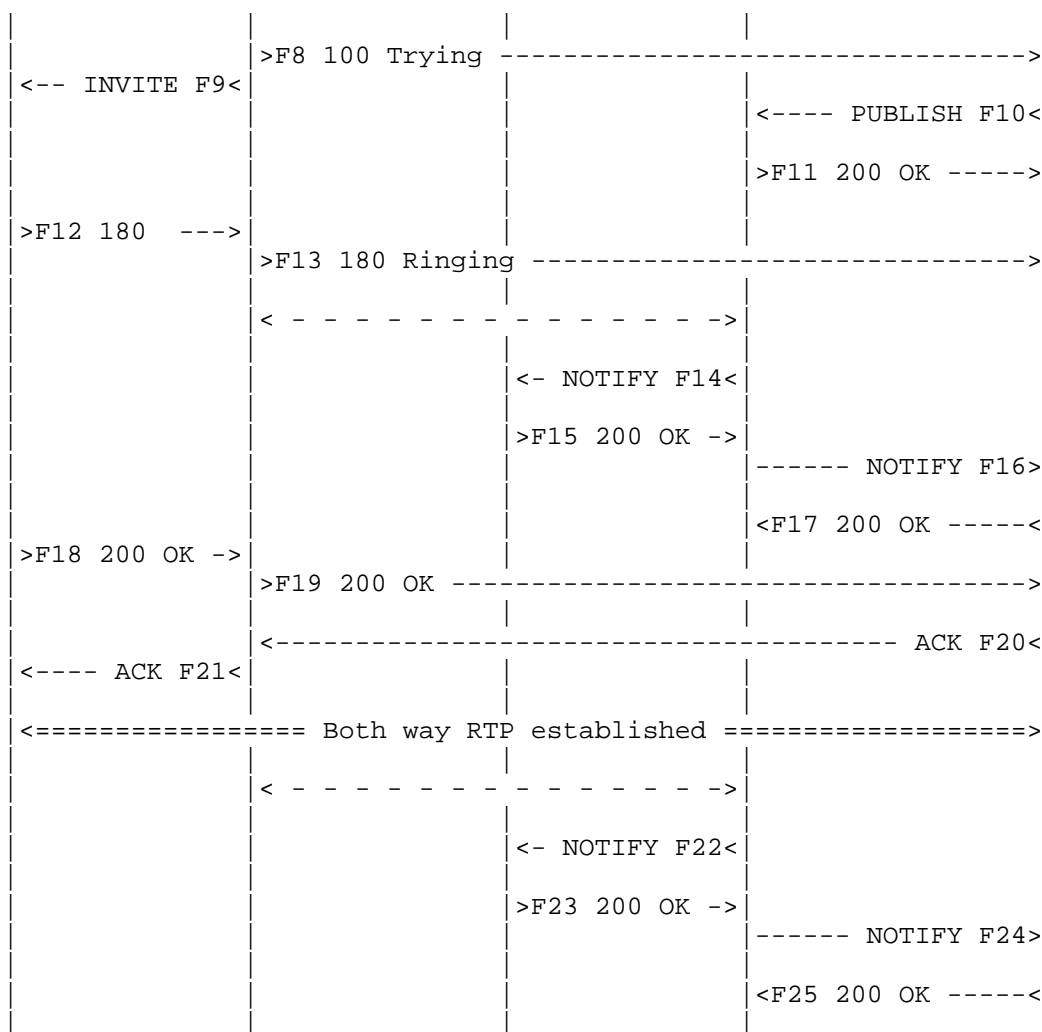 >F8 100 Trying --------------------------------->
<-- INVITE F9<
<---- PUBLISH F10<
>F11 200 OK ----->
>F12 180 --->
>F13 180 Ringing ------------------------------->
< - - - - - - - - - - - - - - ->
<- NOTIFY F14<
>F15 200 OK ->
------ NOTIFY F16>
<F17 200 OK -----<
>F18 200 OK ->
>F19 200 OK ------------------------------------>
<--------------------------------------- ACK F20<
<---- ACK F21<
<================== Both way RTP established ===================>
< - - - - - - - - - - - - - - ->
<- NOTIFY F22<
>F23 200 OK ->
------ NOTIFY F24>
<F25 200 OK -----<